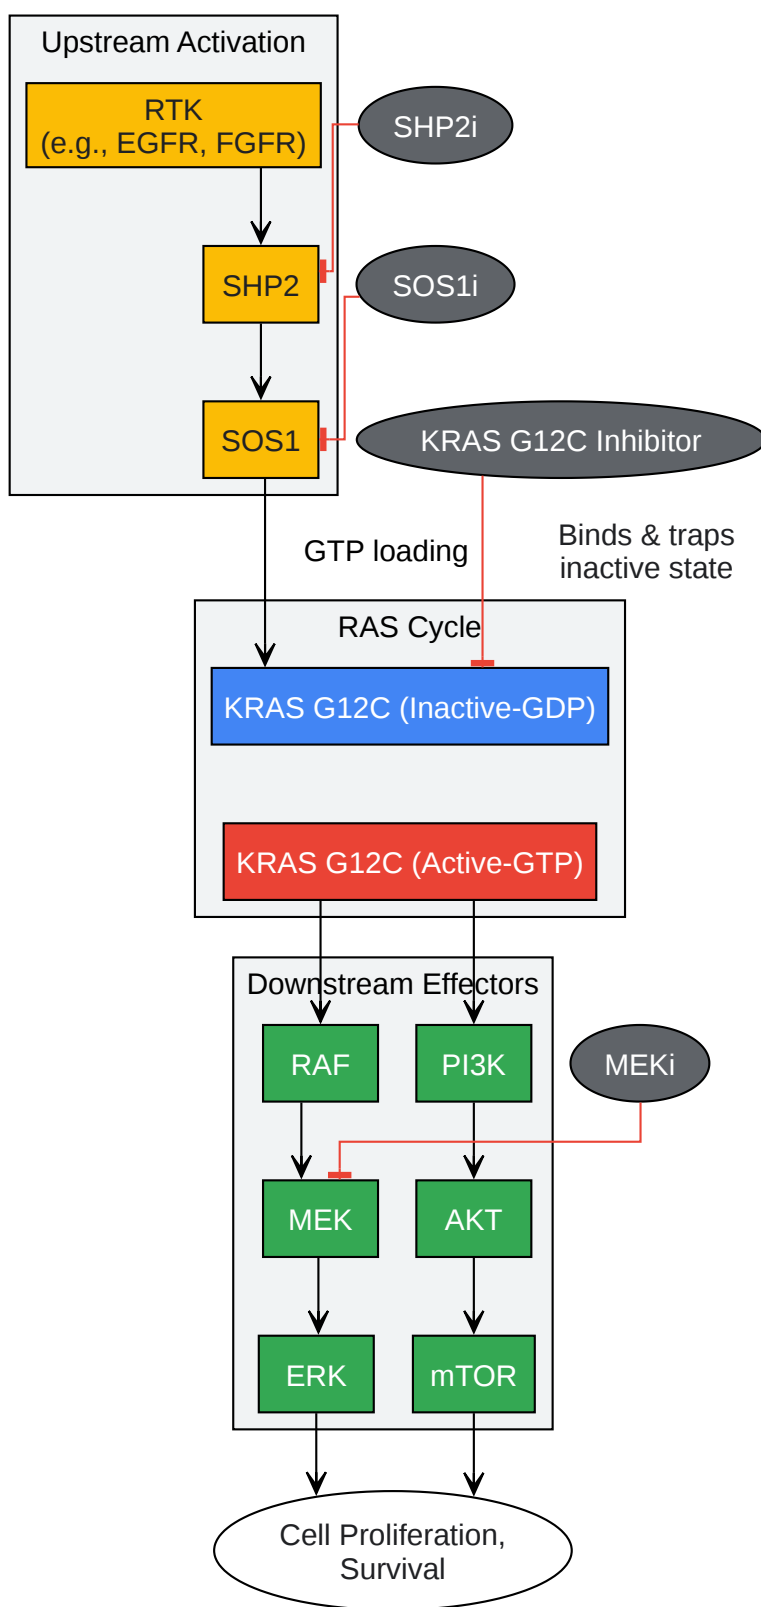 Upstream Activation
RTK
(e.g., EGFR, FGFR)
SHP2i
SHP2
SOS1i
SOS1
KRAS G12C Inhibitor
GTP loading
Binds & traps
inactive state
RAS Cycle
KRAS G12C (Inactive-GDP)
KRAS G12C (Active-GTP)
Downstream Effectors
RAF
PI3K
MEKi
MEK
AKT
ERK
mTOR
Cell Proliferation,
Survival